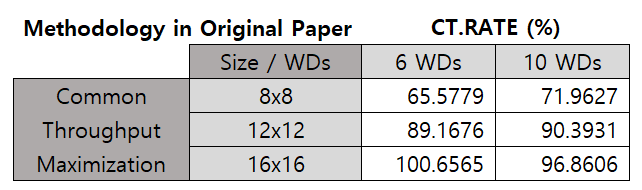 Methodology in Original Paper CT.RATE (%)
Size / WDs 6 WDs 10 WDs
Common 8x8 65.5779 71.9627
Throughput 12x12 89.1676 90.3931
Maximization 16x16 100.6565 96.8606